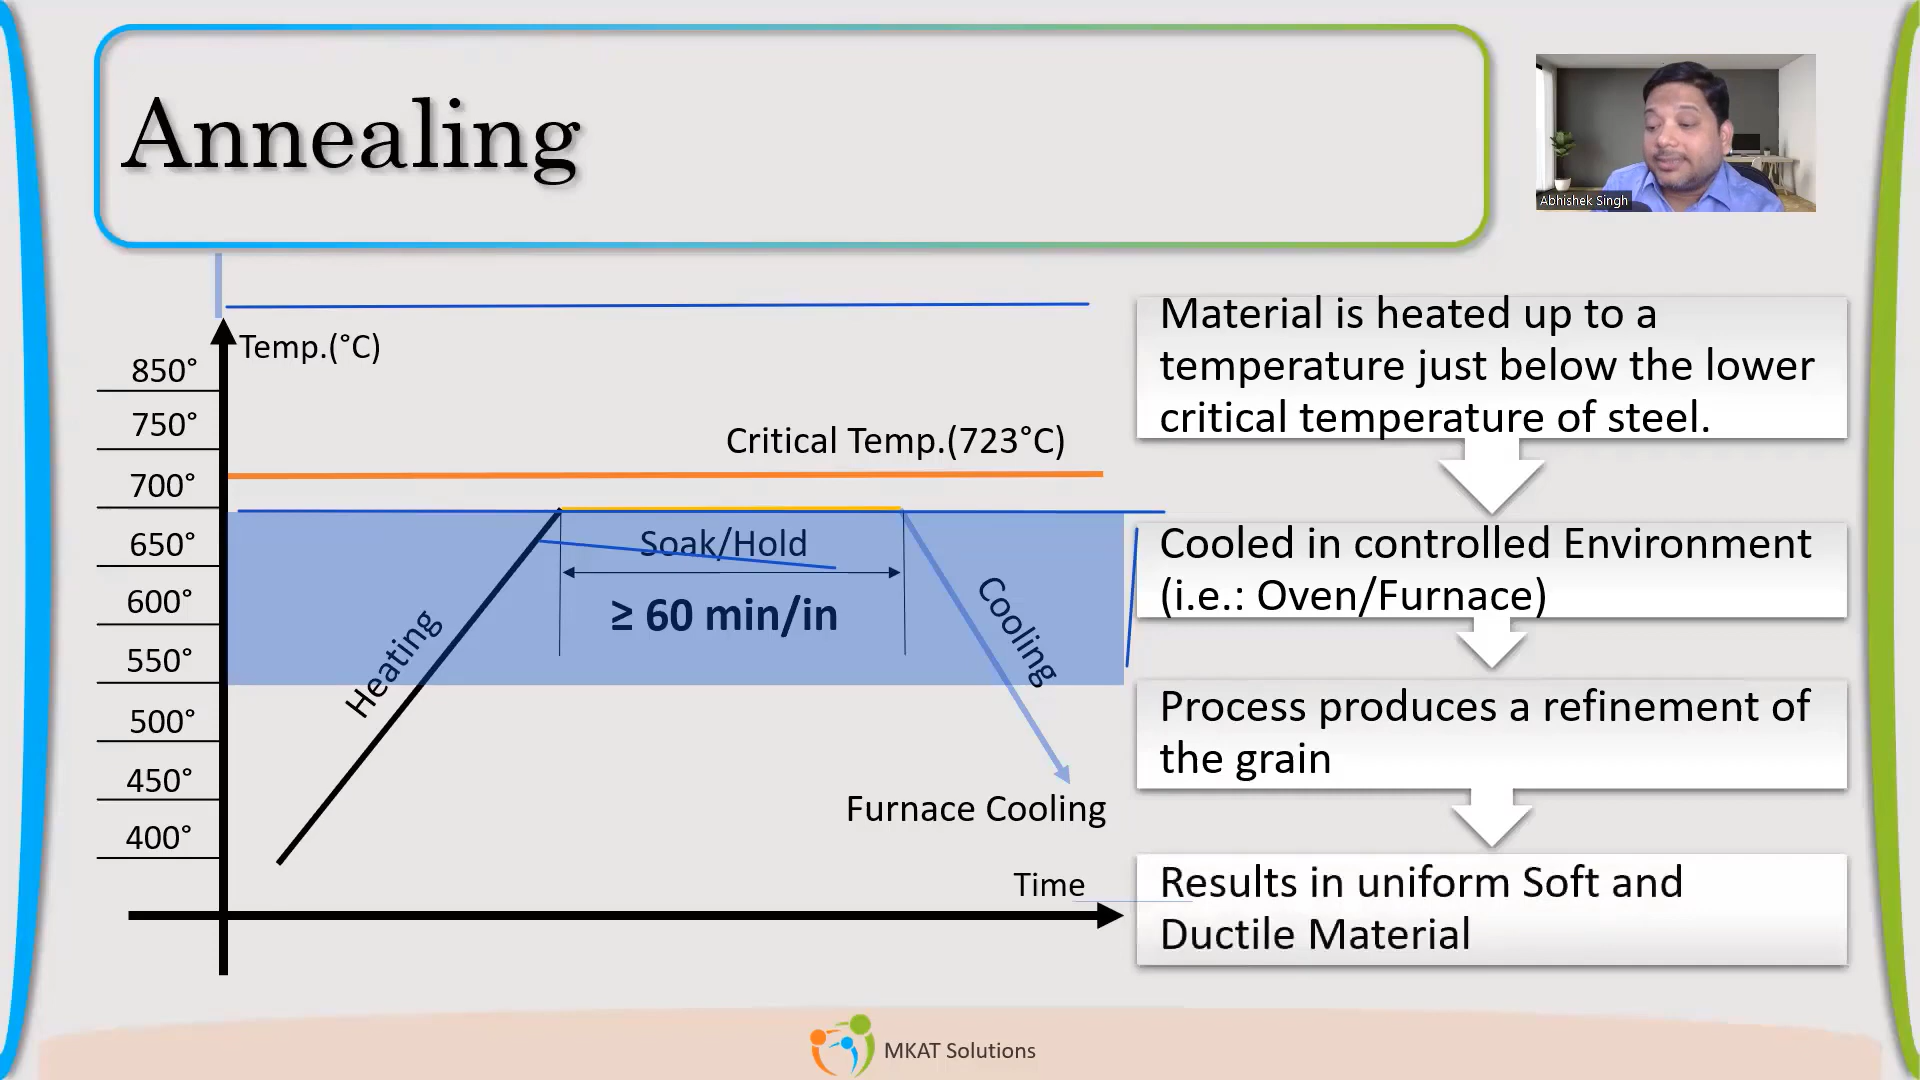 Annealing
Abhishek Singh
Temp.(°C)
850°
750°
Critical Temp.(723°C)
700°
650°
Soak/Hold
600°
≥ 60 min/in
550°
Heating
Cooling
500°
450°
400°
Furnace Cooling
Time
Material is heated up to a
temperature just below the lower
critical temperature of steel.
Cooled in controlled Environment
(i.e.: Oven/Furnace)
Process produces a refinement of
the grain
Results in uniform Soft and
Ductile Material
MKAT Solutions